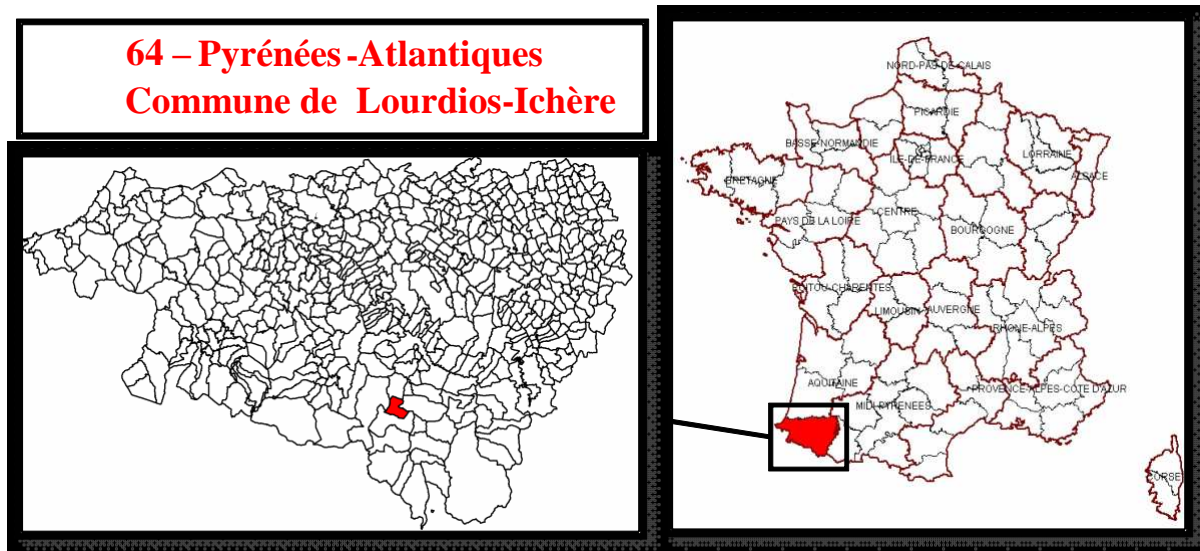 64 – Pyrénées -Atlantiques
Commune de Lourdios-Ichère
NORD-PAS-DE-CALAIS
PICARDIE
BASSE-NORMANDIE
ÎLE-DE-FRANCE
LORRAINE
ALSACE
BRETAGNE
PAYS DE LA LOIRE
CENTRE
BOURGOGNE
POITOU-CHARENTES
LIMOUSIN
AUVERGNE
RHONE-ALPES
AQUITAINE
MIDI-PYRENEES
PROVENCE-ALPES-COTE D'AZUR
CORSE